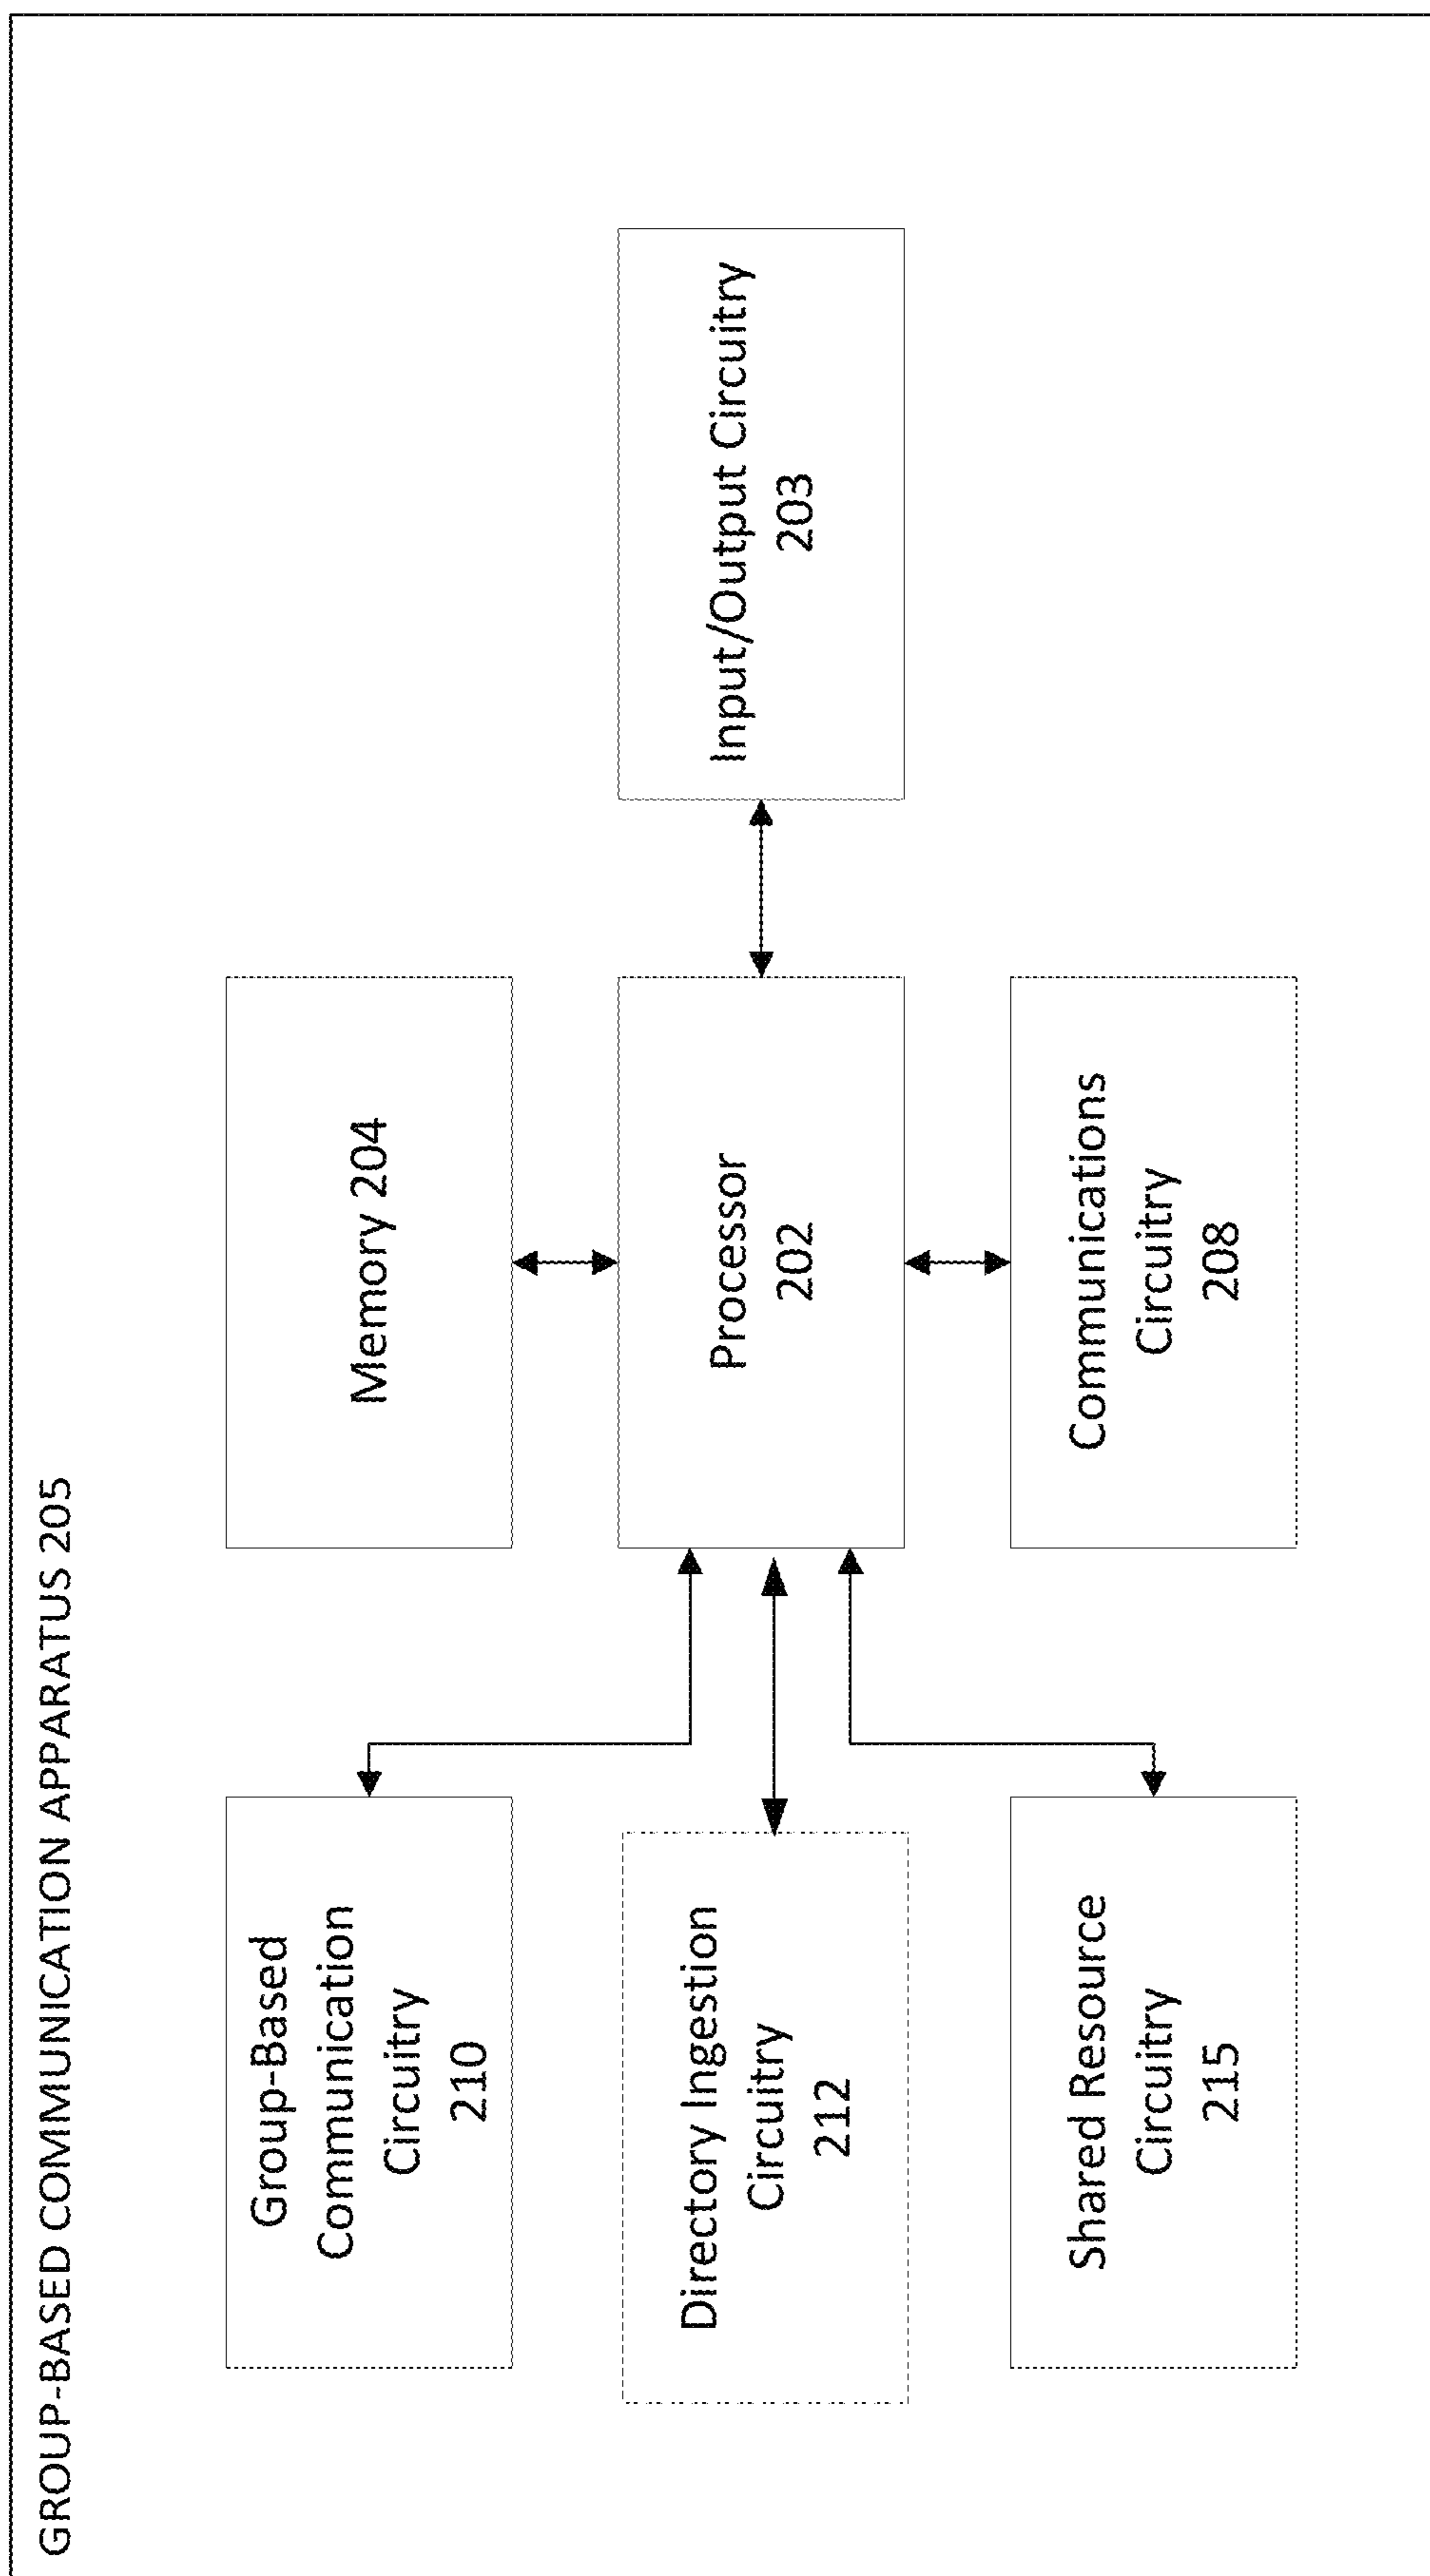 GROUP-BASED COMMUNICATION APPARATUS 205
Group-Based
Communication
Circuitry
210
Memory 204
Directory Ingestion
Circuitry
212
Processor
202
Input/Output Circuitry
203
Shared Resource
Circuitry
215
Communications
Circuitry
208